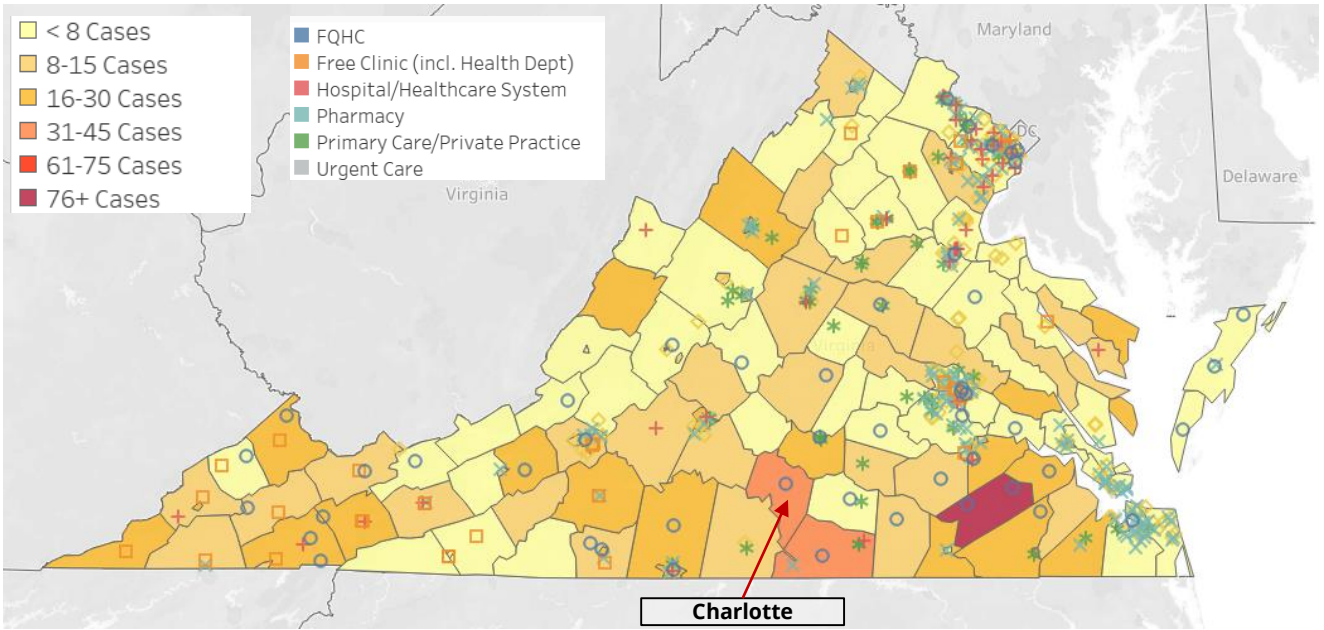 < 8 Cases
8-15 Cases
16-30 Cases
31-45 Cases
61-75 Cases
76+ Cases
FQHC
Free Clinic (incl. Health Dept)
Hospital/Healthcare System
Pharmacy
Primary Care/Private Practice
Urgent Care
Maryland
DC
Delaware
Virginia
Virginia
Charlotte